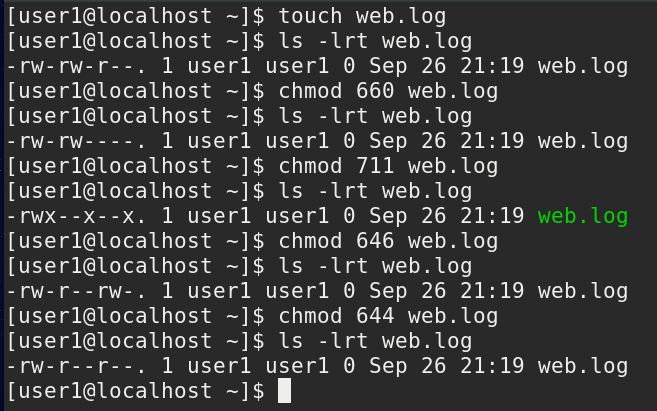 [user1@localhost ~]$ touch web.log
[user1@localhost ~]$ ls -lrt web.log
-rw-rw-r--. 1 user1 user1 0 Sep 26 21:19 web.log
[user1@localhost ~]$ chmod 660 web.log
[user1@localhost ~]$ ls -lrt web.log
-rw-rw----. 1 user1 user1 0 Sep 26 21:19 web.log
[user1@localhost ~]$ chmod 711 web.log
[user1@localhost ~]$ ls -lrt web.log
-rwx--x--x. 1 user1 user1 0 Sep 26 21:19 web.log
[user1@localhost ~]$ chmod 646 web.log
[user1@localhost ~]$ ls -lrt web.log
-rw-r--rw-. 1 user1 user1 0 Sep 26 21:19 web.log
[user1@localhost ~]$ chmod 644 web.log
[user1@localhost ~]$ ls -lrt web.log
-rw-r--r--. 1 user1 user1 0 Sep 26 21:19 web.log
[user1@localhost ~]$